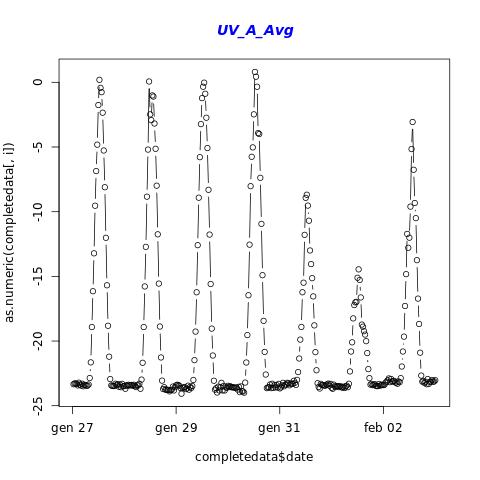 UV_A_Avg
as.numeric(completedata[, i])
0
-5
-10
-15
-20
-25
gen 27
gen 29
gen 31
feb 02
completedata$date